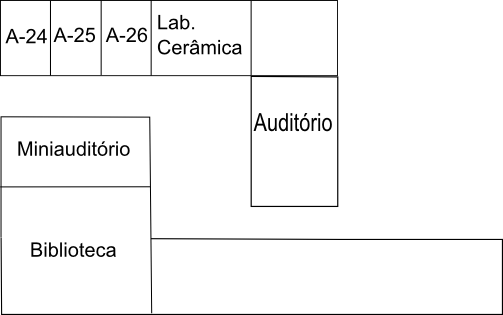 A-24
A-25
A-26
Lab.
Cerâmica
Auditório
Miniauditório
Biblioteca